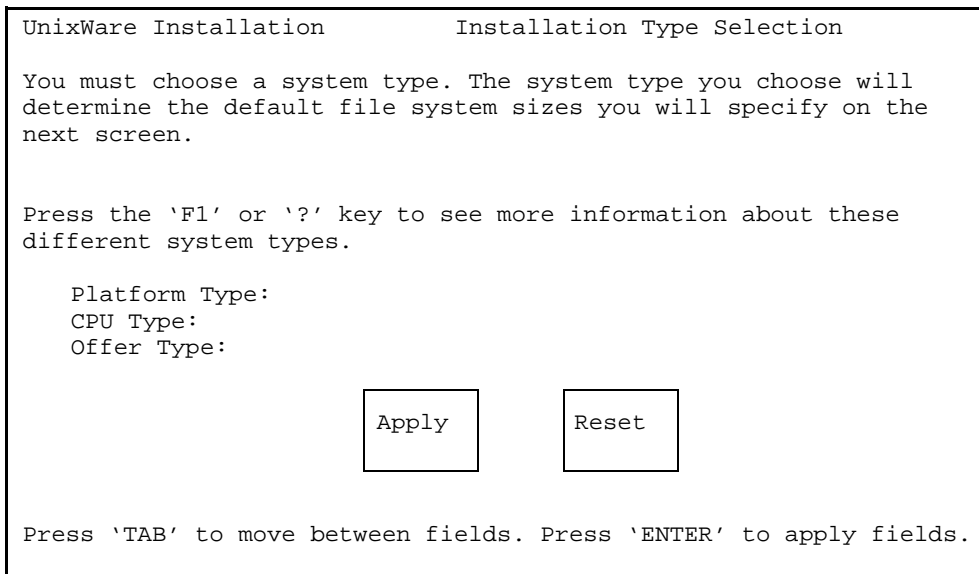 UnixWare Installation Installation Type Selection
You must choose a system type. The system type you choose will
determine the default file system sizes you will specify on the
next screen.
Press the ‘F1’ or ‘?’ key to see more information about these
different system types.
Platform Type:
CPU Type:
Offer Type:
Apply Reset
Press ‘TAB’ to move between fields. Press ‘ENTER’ to apply fields.